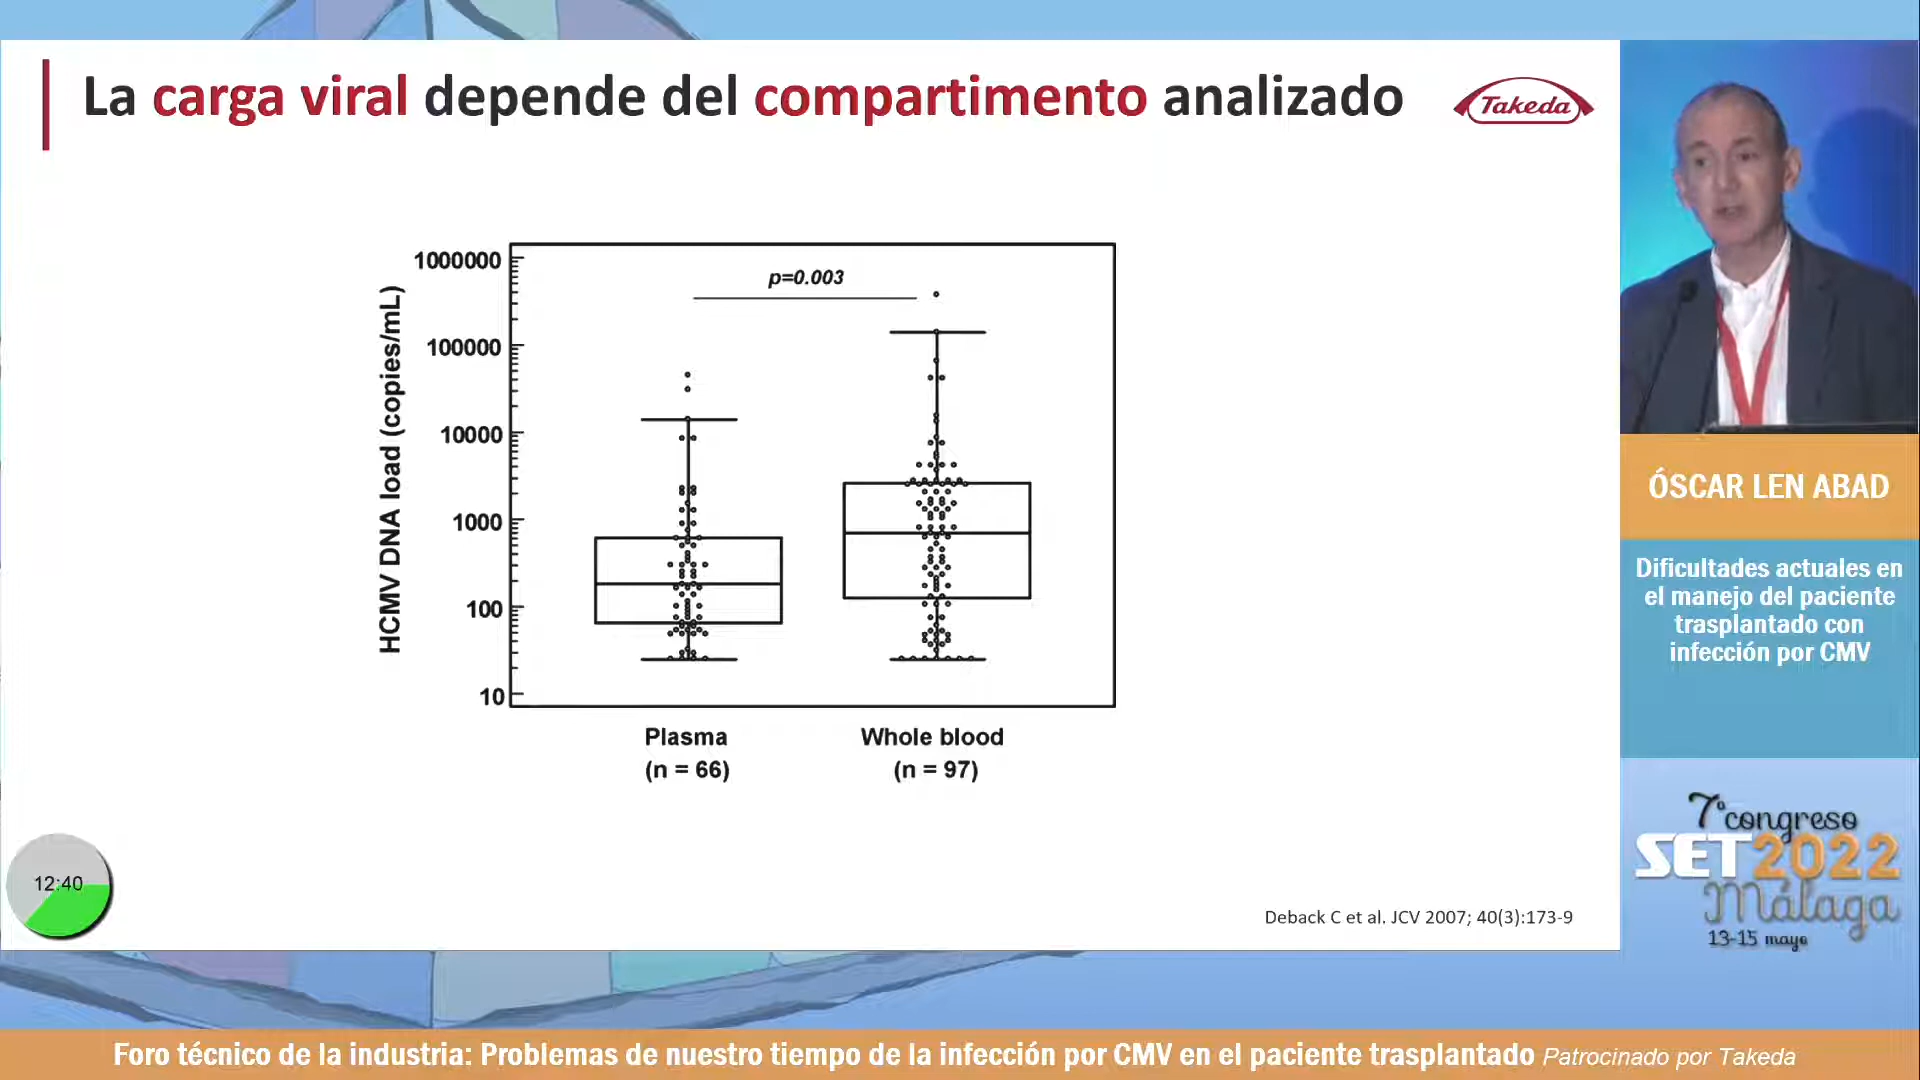 La carga viral depende del compartimento analizado
Takeda
HCMV DNA load (copies/mL)
1000000
100000
10000
1000
100
10
p=0.003
Plasma
(n = 66)
Whole blood
(n = 97)
12:40
Deback C et al. JCV 2007; 40(3):173-9
ÓSCAR LEN ABAD
Dificultades actuales en
el manejo del paciente
trasplantado con
infección por CMV
7º congreso
SET2022
Málaga
13-15 mayo
Foro técnico de la industria: Problemas de nuestro tiempo de la infección por CMV en el paciente trasplantado Patrocinado por Takeda